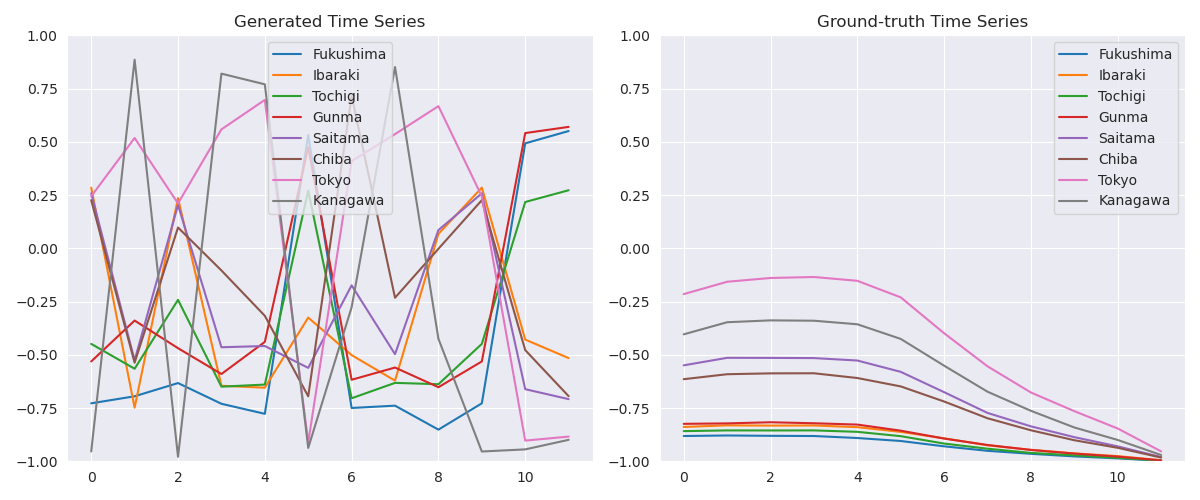 Generated Time Series
1.00
0.75
0.50
0.25
0.00
−0.25
−0.50
−0.75
−1.00
0 2 4 6 8 10
Fukushima
Ibaraki
Tochigi
Gunma
Saitama
Chiba
Tokyo
Kanagawa
Ground-truth Time Series
1.00
0.75
0.50
0.25
0.00
−0.25
−0.50
−0.75
−1.00
0 2 4 6 8 10
Fukushima
Ibaraki
Tochigi
Gunma
Saitama
Chiba
Tokyo
Kanagawa